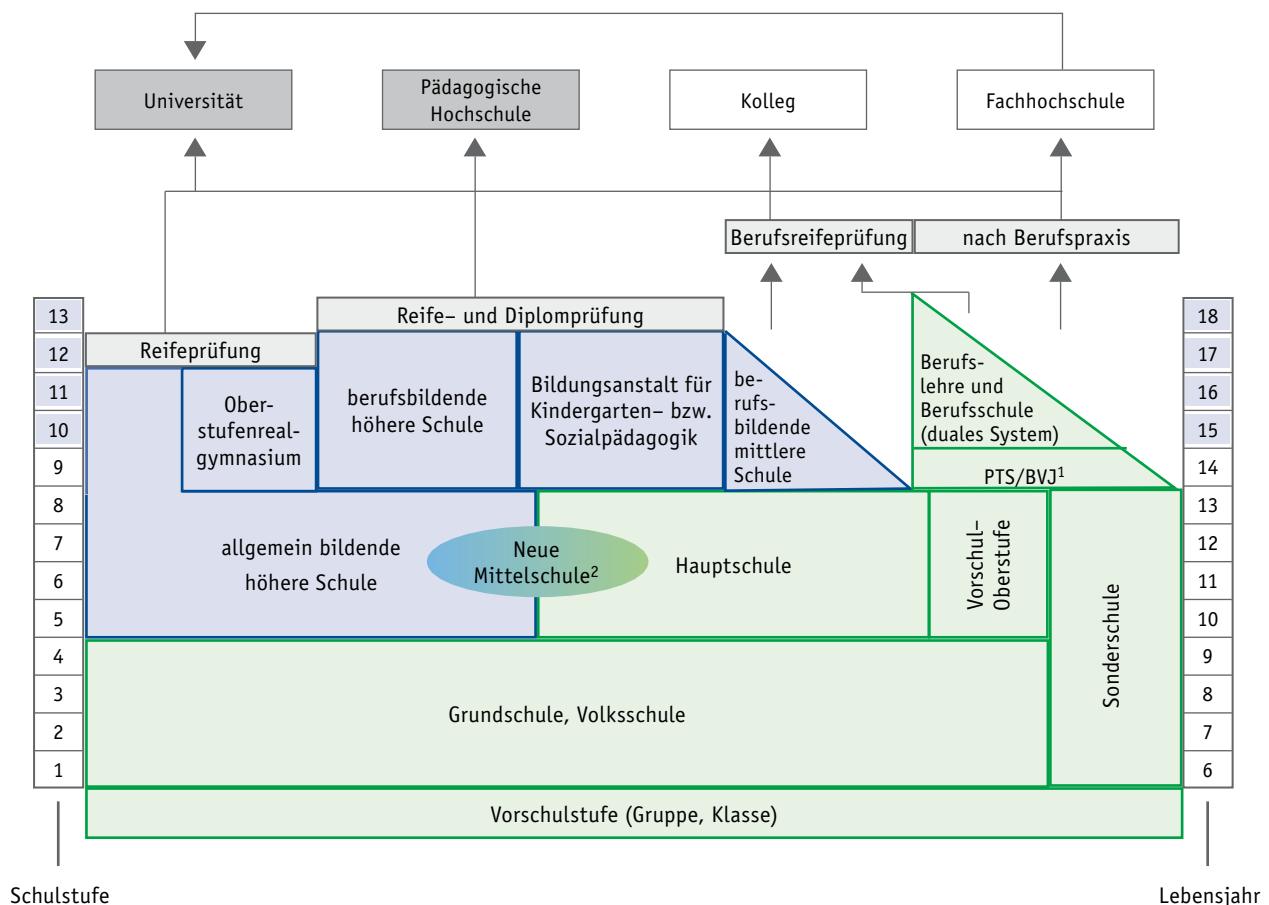 Universität
Pädagogische
Hochschule
Kolleg
Fachhochschule
Berufsreifeprüfung
nach Berufspraxis
Reife– und Diplomprüfung
Reifeprüfung
13
12
11
10
9
8
7
6
5
4
3
2
1
Ober–
stufenreal–
gymnasium
berufsbildende
höhere Schule
Bildungsanstalt für
Kindergarten– bzw.
Sozialpädagogik
be–
rufs–
bildende
mittlere
Schule
Berufs–
lehre und
Berufsschule
(duales System)
PTS/BVJ¹
allgemein bildende
höhere Schule
Neue
Mittelschule²
Hauptschule
Vorschul–
Oberstufe
Sonderschule
Grundschule, Volksschule
Vorschulstufe (Gruppe, Klasse)
18
17
16
15
14
13
12
11
10
9
8
7
6
Schulstufe
Lebensjahr